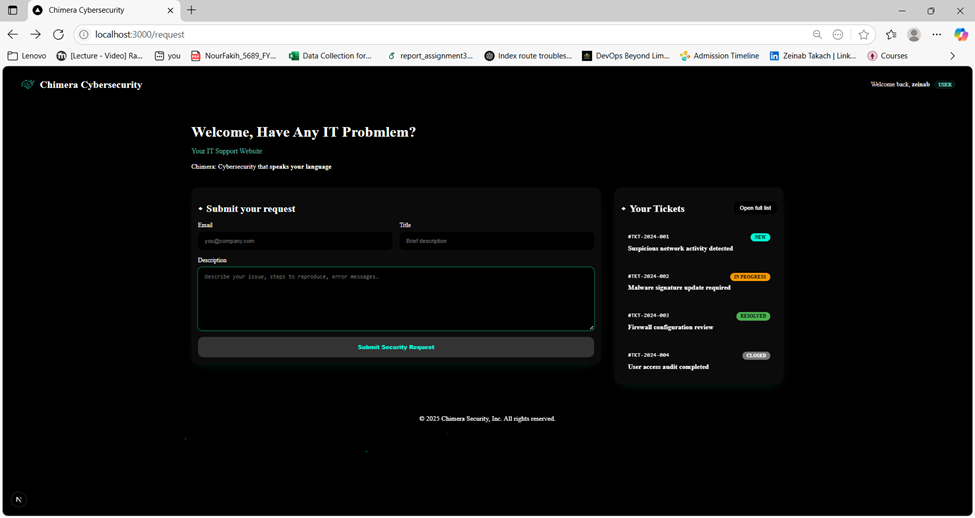 Chimera Cybersecurity
localhost:3000/request
Lenovo
[Lecture - Video] Ra...
you
NourFakih_5689_FY...
Data Collection for...
report_assignment3...
Index route troubles...
DevOps Beyond Lim...
Admission Timeline
Zeinab Takach | Link...
Courses
Chimera Cybersecurity
Welcome back, zeinab USER
Welcome, Have Any IT Probmlem?
Your IT Support Website
Chimera: Cybersecurity that speaks your language
Submit your request
Email
Title
you@company.com
Brief description
Description
Describe your issue, steps to reproduce, error messages…
Submit Security Request
Your Tickets
Open full list
#TKT-2024-001 NEW
Suspicious network activity detected
#TKT-2024-002 IN PROGRESS
Malware signature update required
#TKT-2024-003 RESOLVED
Firewall configuration review
#TKT-2024-004 CLOSED
User access audit completed
© 2025 Chimera Security, Inc. All rights reserved.
N